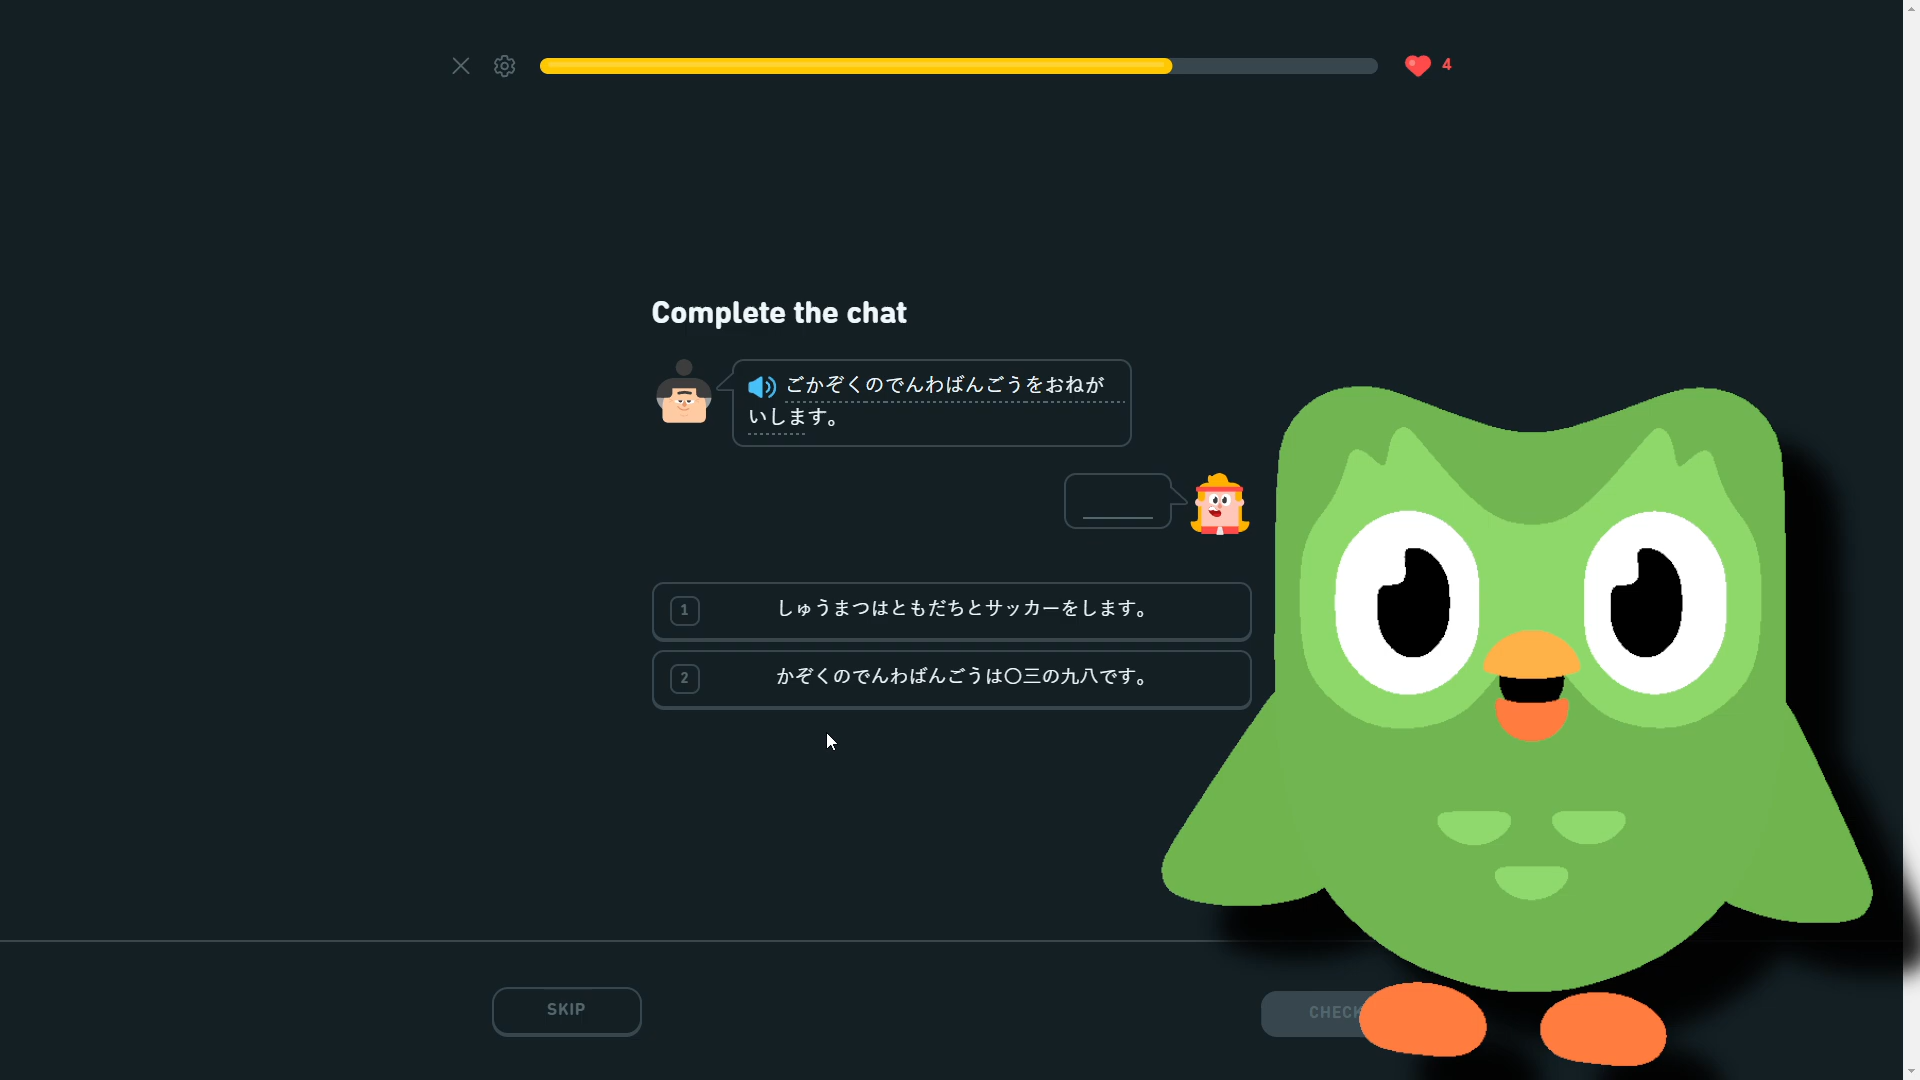 4
Complete the chat
ごかぞくのでんわばんごうをおねが
いします。
1
しゅうまつはともだちとサッカーをします。
2
かぞくのでんわばんごうは〇三の九八です。
SKIP
CHECK